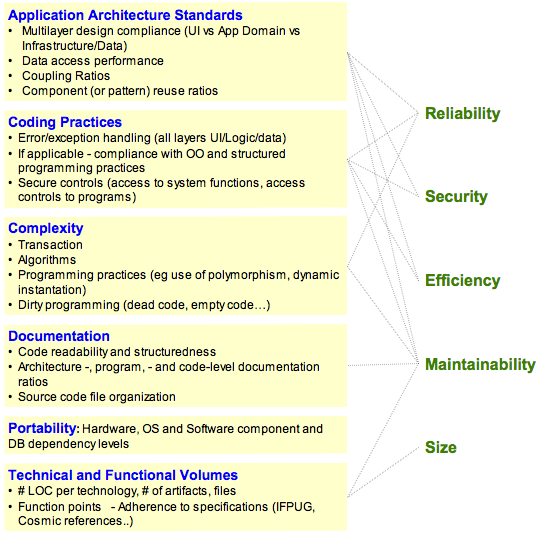 Application Architecture Standards
• Multilayer design compliance (UI vs App Domain vs
Infrastructure/Data)
• Data access performance
• Coupling Ratios
• Component (or pattern) reuse ratios
Coding Practices
• Error/exception handling (all layers UI/Logic/data)
• If applicable - compliance with OO and structured
programming practices
• Secure controls (access to system functions, access
controls to programs)
Complexity
• Transaction
• Algorithms
• Programming practices (eg use of polymorphism, dynamic
instantation)
• Dirty programming (dead code, empty code…)
Documentation
• Code readability and structuredness
• Architecture -, program, - and code-level documentation
ratios
• Source code file organization
Portability: Hardware, OS and Software component and
DB dependency levels
Technical and Functional Volumes
• # LOC per technology, # of artifacts, files
• Function points - Adherence to specifications (IFPUG,
Cosmic references..)
Reliability
Security
Efficiency
Maintainability
Size